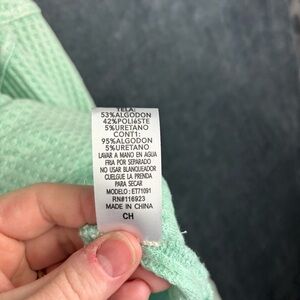 TELA:
53%ALGODON
42%POLIéSTE
5%URETANO
CONT1:
95%ALGODON
5%URETANO
LAVAR A MANO EN AGUA
FRIA POR SEPARADO
NO USAR BLANQUEADOR
CUELGUE LA PRENDA
PARA SECAR
MODELO : ET71091
RN#116923
MADE IN CHINA
CH